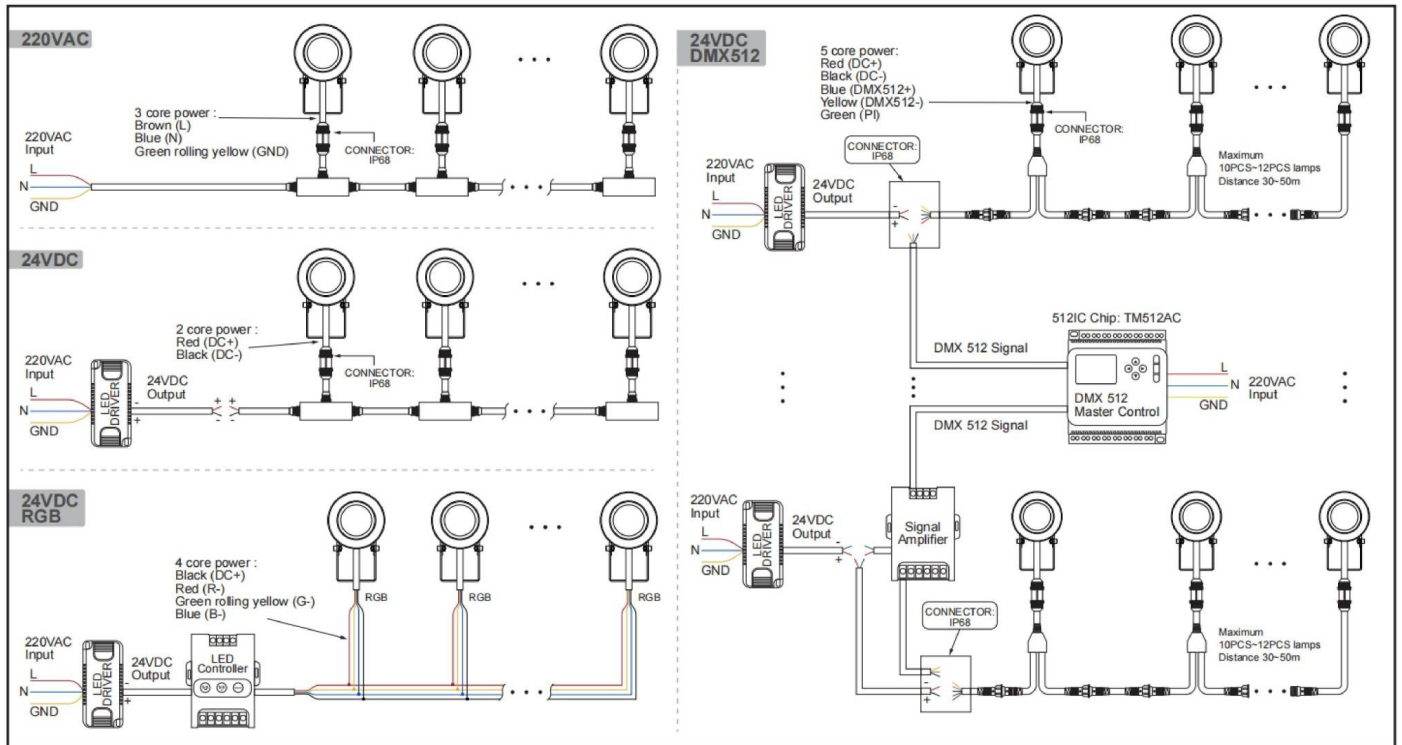 220VAC
3 core power :
Brown (L)
Blue (N)
Green rolling yellow (GND)
CONNECTOR:
IP68
CONNECTOR:
IP68
220VAC
Input
L
N
GND
24VDC
2 core power :
Red (DC+)
Black (DC-)
CONNECTOR:
IP68
220VAC
Input
L
N
GND
LED
DRIVER
24VDC
Output
-
+
+ +
- -
24VDC
RGB
4 core power :
Black (DC+)
Red (R-)
Green rolling yellow (G-)
Blue (B-)
RGB
RGB
RGB
220VAC
Input
L
N
GND
LED
DRIVER
24VDC
Output
-
+
LED
Controller
24VDC
DMX512
5 core power:
Red (DC+)
Black (DC-)
Blue (DMX512+)
Yellow (DMX512-)
Green (PI)
CONNECTOR:
IP68
CONNECTOR:
IP68
220VAC
Input
L
N
GND
LED
DRIVER
24VDC
Output
-
+
Maximum
10PCS~12PCS lamps
Distance 30~50m
512IC Chip: TM512AC
DMX 512 Signal
DMX 512
Master Control
L
N
GND
220VAC
Input
DMX 512 Signal
Signal
Amplifier
220VAC
Input
L
N
GND
LED
DRIVER
24VDC
Output
-
+
CONNECTOR:
IP68
-
+
Maximum
10PCS~12PCS lamps
Distance 30~50m